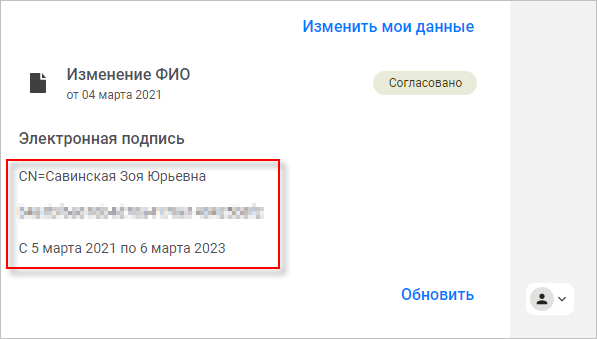 Изменить мои данные
Изменение ФИО
от 04 марта 2021
Согласовано
Электронная подпись
CN=Савинская Зоя Юрьевна
С 5 марта 2021 по 6 марта 2023
Обновить